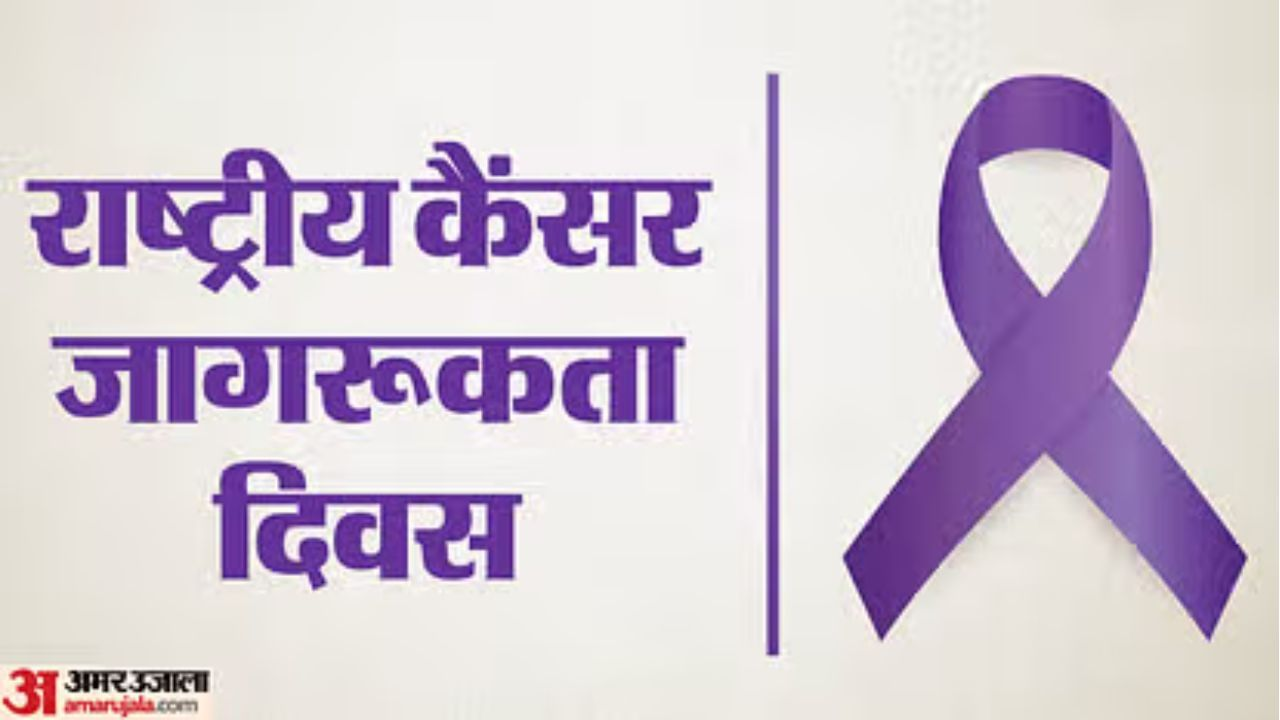 राष्ट्रीय कैंसर
जागरूकता
दिवस
अ अमर उजाला
amarujala.com